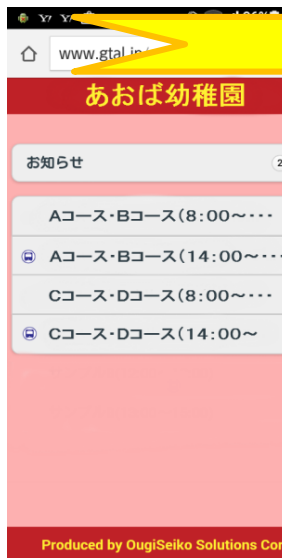 www.gtal.in/
あおば幼稚園
お知らせ
2
Aコース・Bコース(8:00〜・・・
Aコース・Bコース(14:00〜・・・
Cコース・Dコース(8:00〜・・・
Cコース・Dコース(14:00〜
Produced by OugiSeiko Solutions Cor